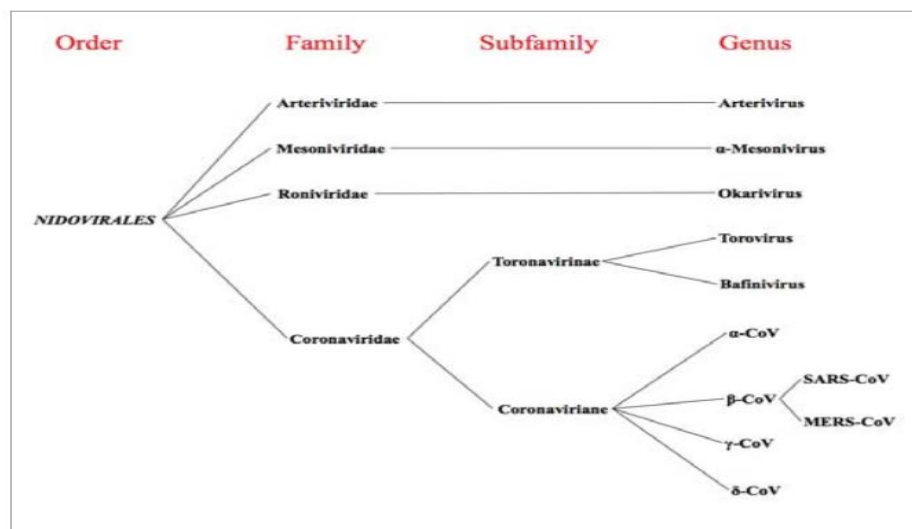 Order Family Subfamily Genus
Arteriviridae Arterivirus
Mesoniviridae α-Mesonivirus
Roniviridae Okarivirus
NIDOVIRALES
Torovirus
Toronavirinae
Bafinivirus
α-CoV
Coronaviridae
SARS-CoV
β-CoV
Coronaviriane
MERS-CoV
γ-CoV
δ-CoV